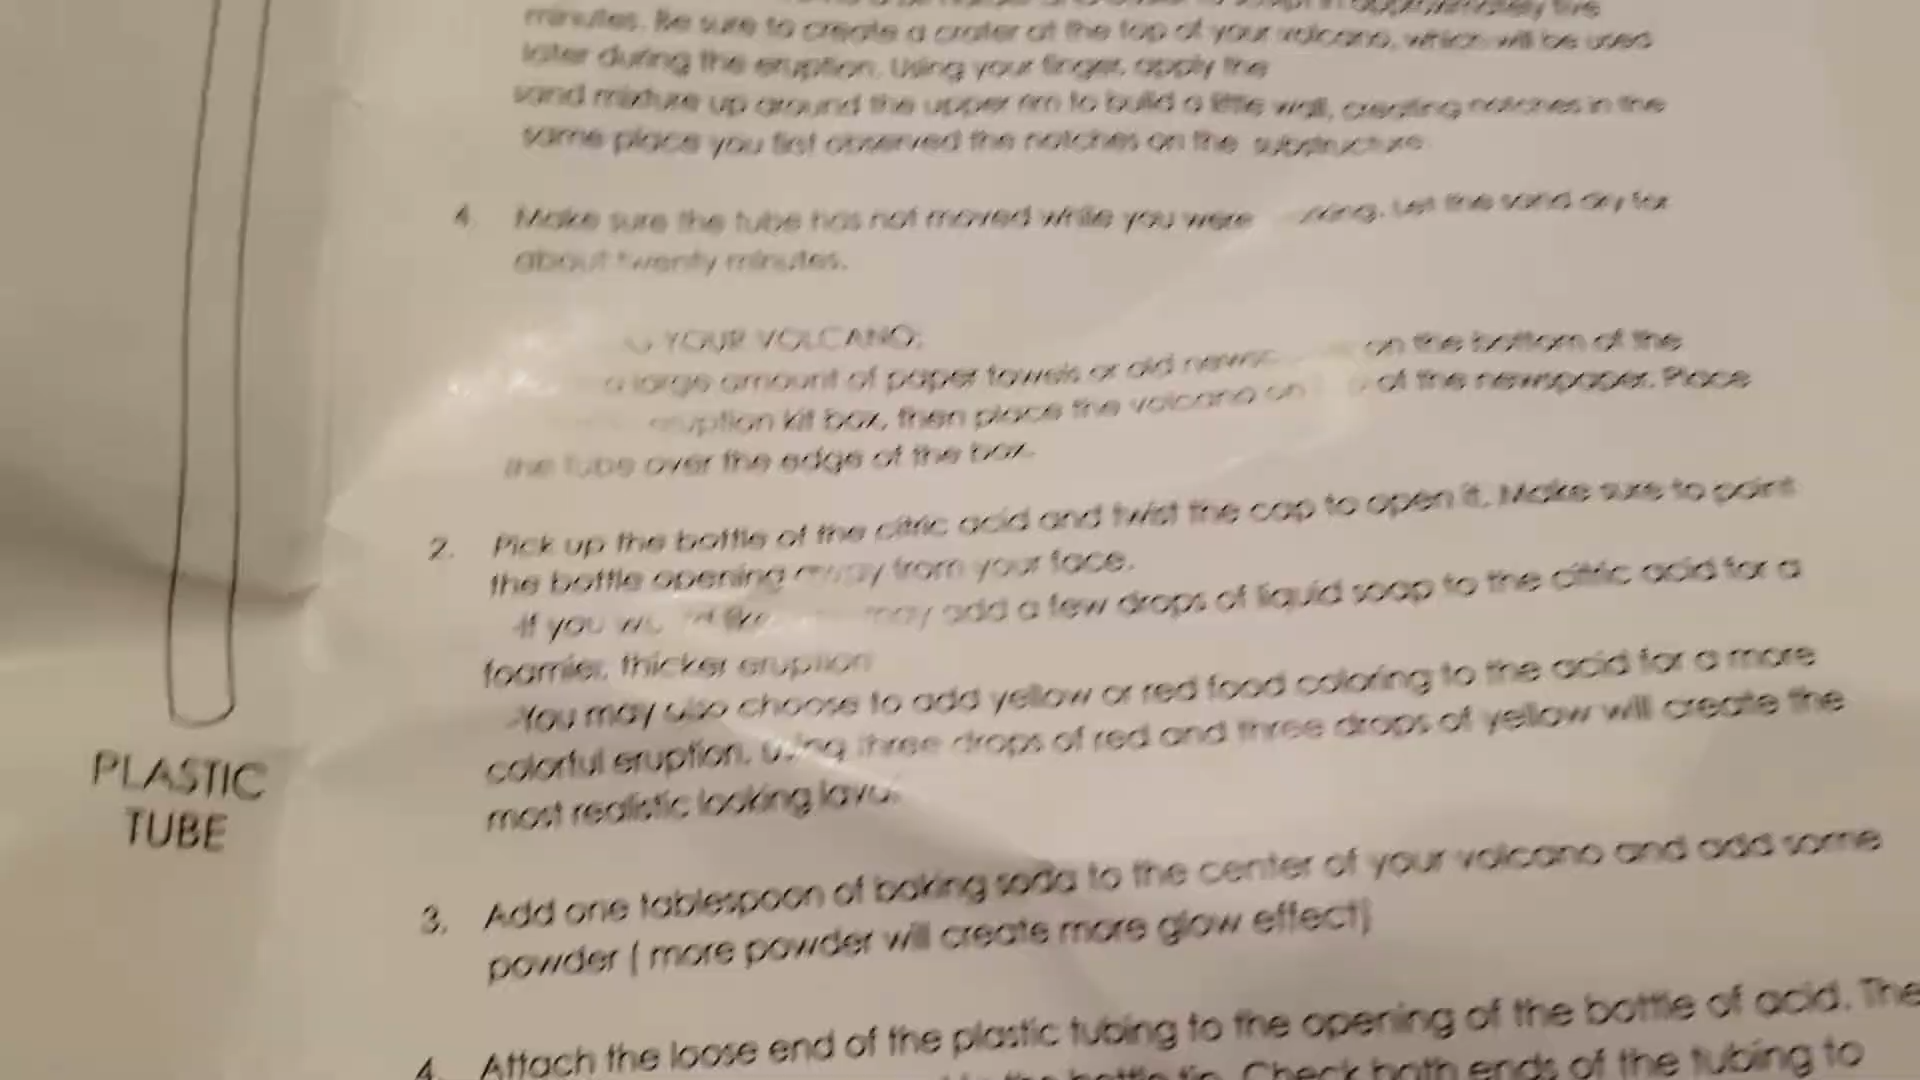 minutes. Be sure to create a crater at the top of your volcano, which will be used
later during the eruption. Using your finger, apply the
sand mixture up around the upper rim to build a little wall, creating notches in the
same place you first observed the notches on the substructure
4. Make sure the tube has not moved while you were Let the sand dry for
about twenty minutes.
YOUR VOLCANO:
a large amount of paper towels or old on the bottom of the
eruption kit box, then place the volcano on of the newspaper. Place
the tube over the edge of the box.
2. Pick up the bottle of the citric acid and twist the cap to open it. Make sure to point
the bottle opening away from your face.
-If you may add a few drops of liquid soap to the citric acid for a
foamier, thicker eruption
-You may also choose to add yellow or red food coloring to the acid for a more
colorful eruption. Using three drops of red and three drops of yellow will create the
most realistic looking lava.
3. Add one tablespoon of baking soda to the center of your volcano and add some
powder ( more powder will create more glow effect)
4. Attach the loose end of the plastic tubing to the opening of the bottle of acid. The
the bottle tip. Check both ends of the tubing to
PLASTIC
TUBE